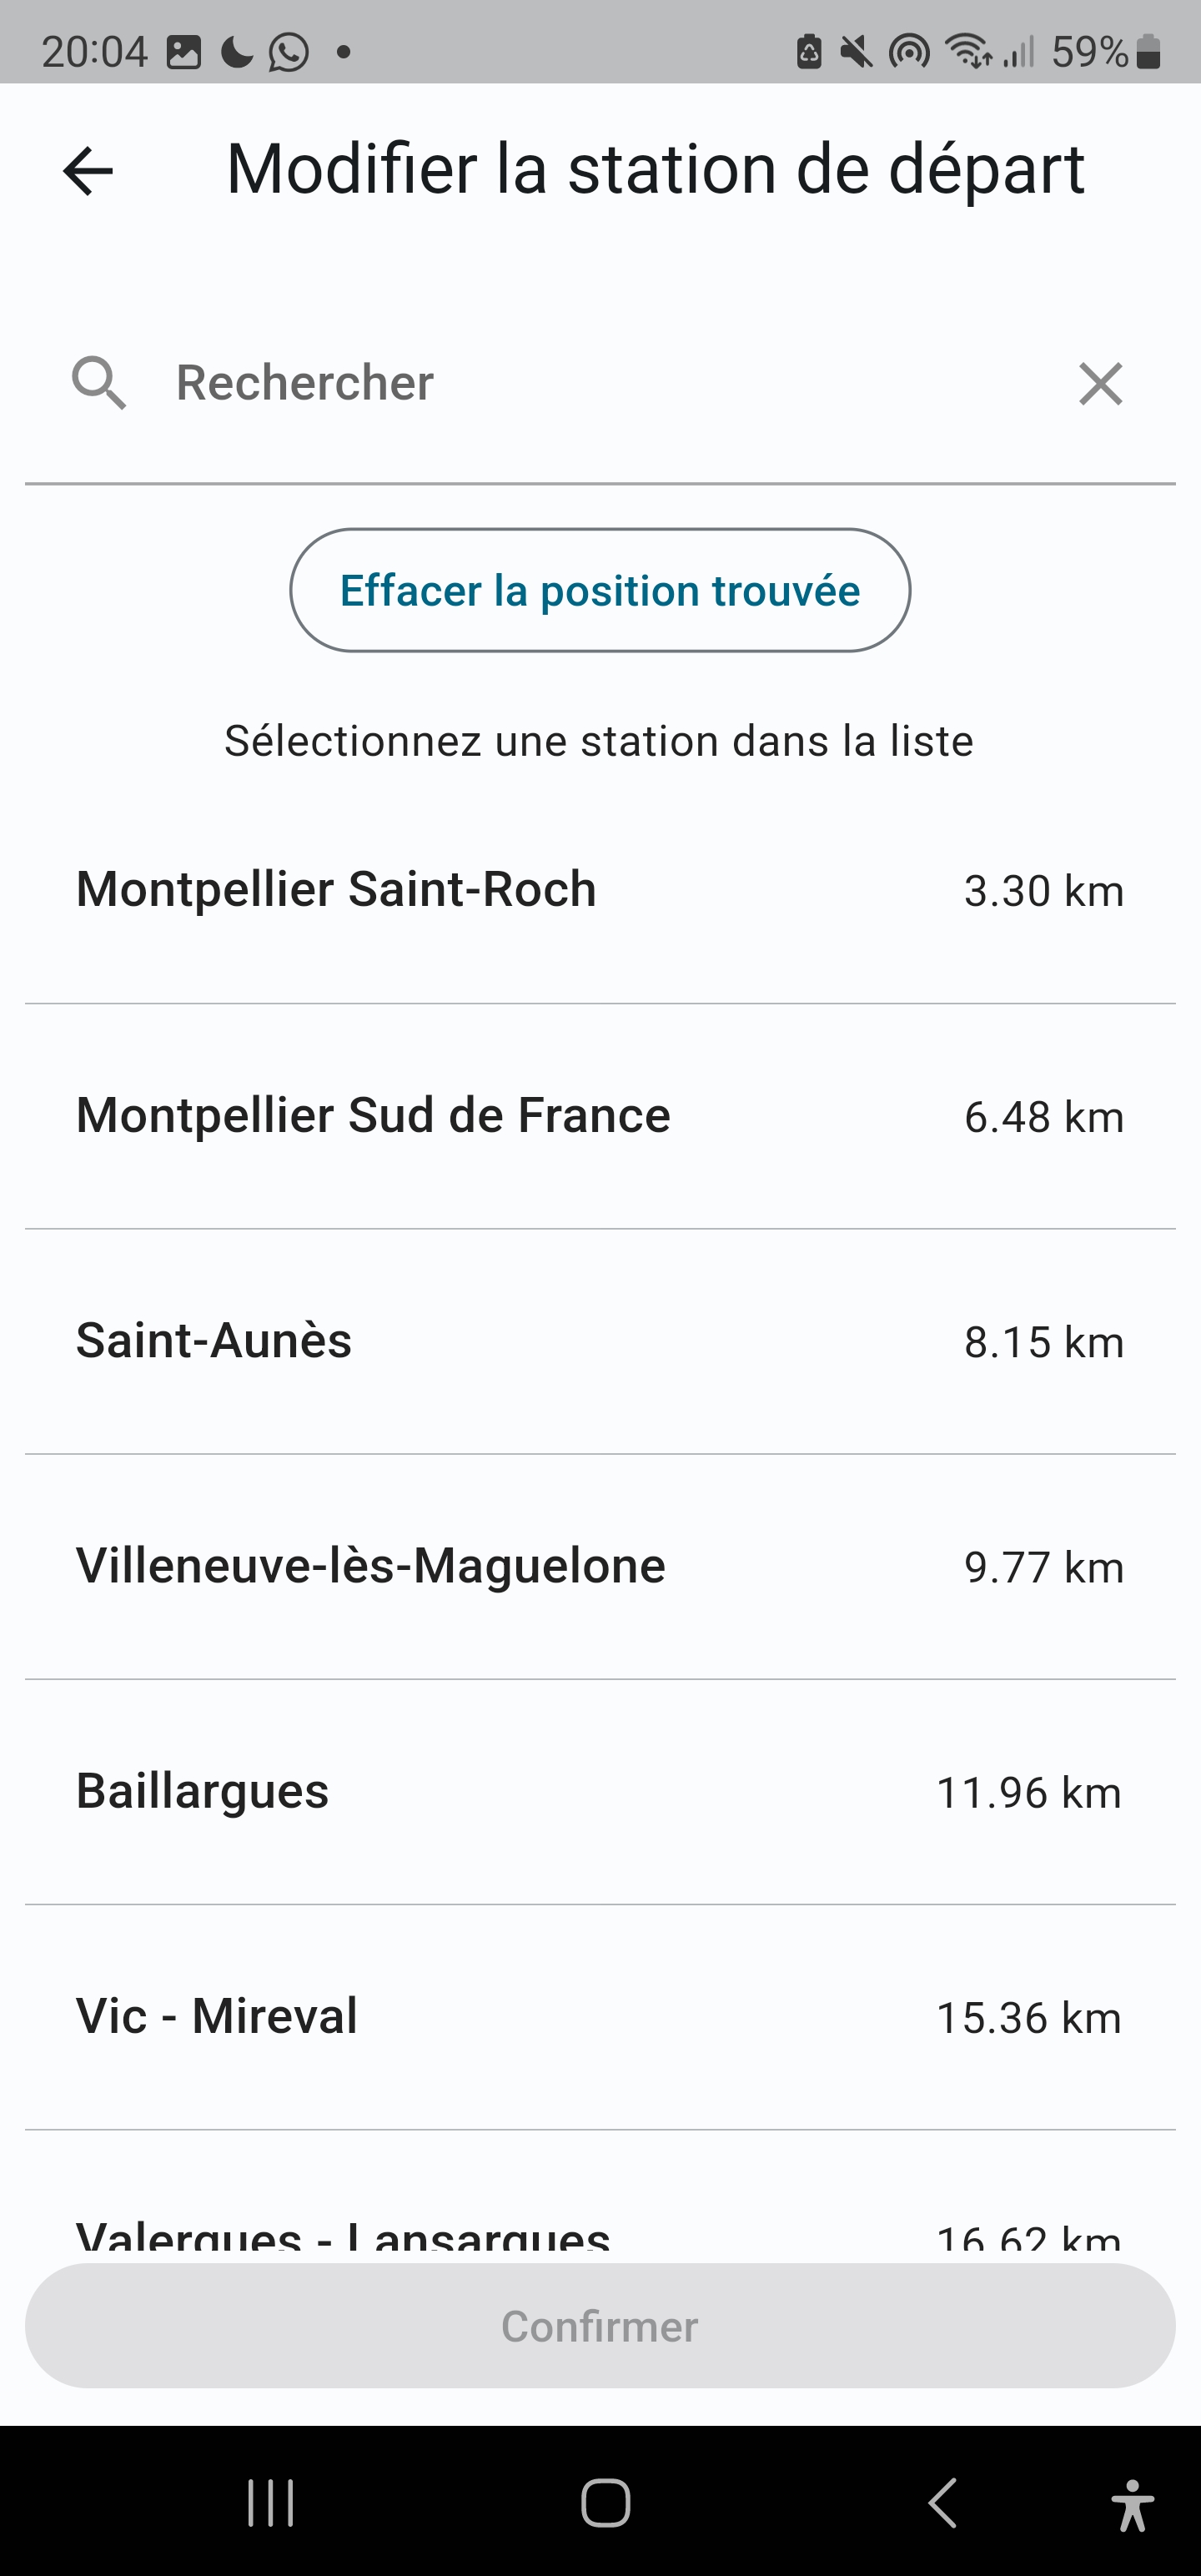 20:04
59%
Modifier la station de départ
Rechercher
Effacer la position trouvée
Sélectionnez une station dans la liste
Montpellier Saint-Roch 3.30 km
Montpellier Sud de France 6.48 km
Saint-Aunès 8.15 km
Villeneuve-lès-Maguelone 9.77 km
Baillargues 11.96 km
Vic - Mireval 15.36 km
Valergues - Lansargues 16.62 km
Confirmer